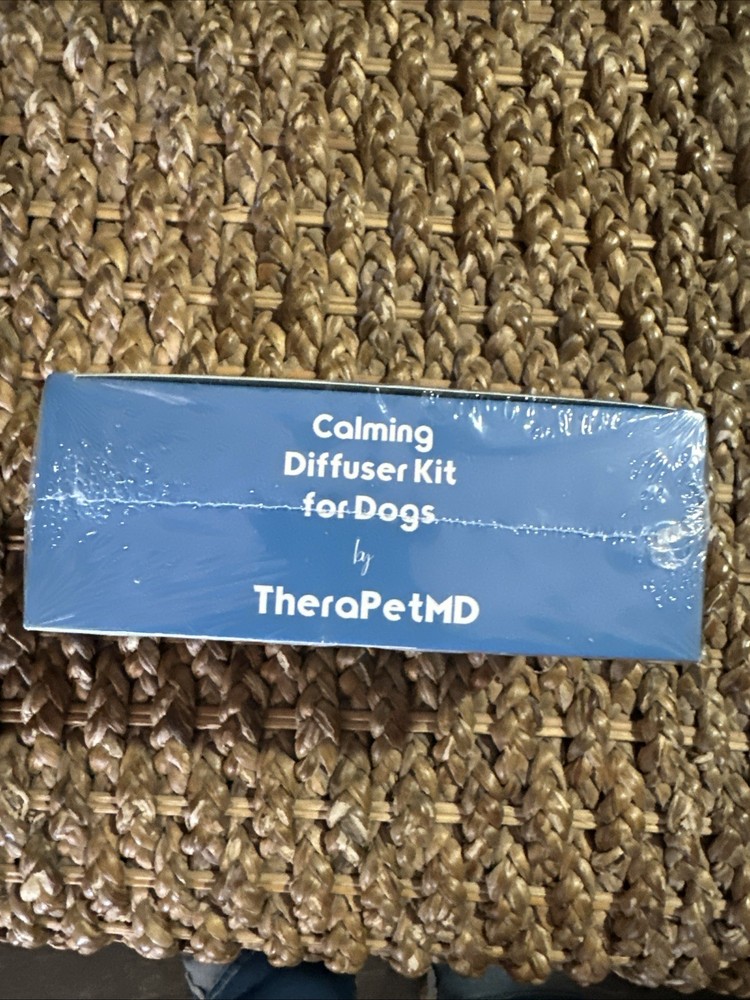 Calming
Diffuser Kit
for Dogs
by
TheraPetMD